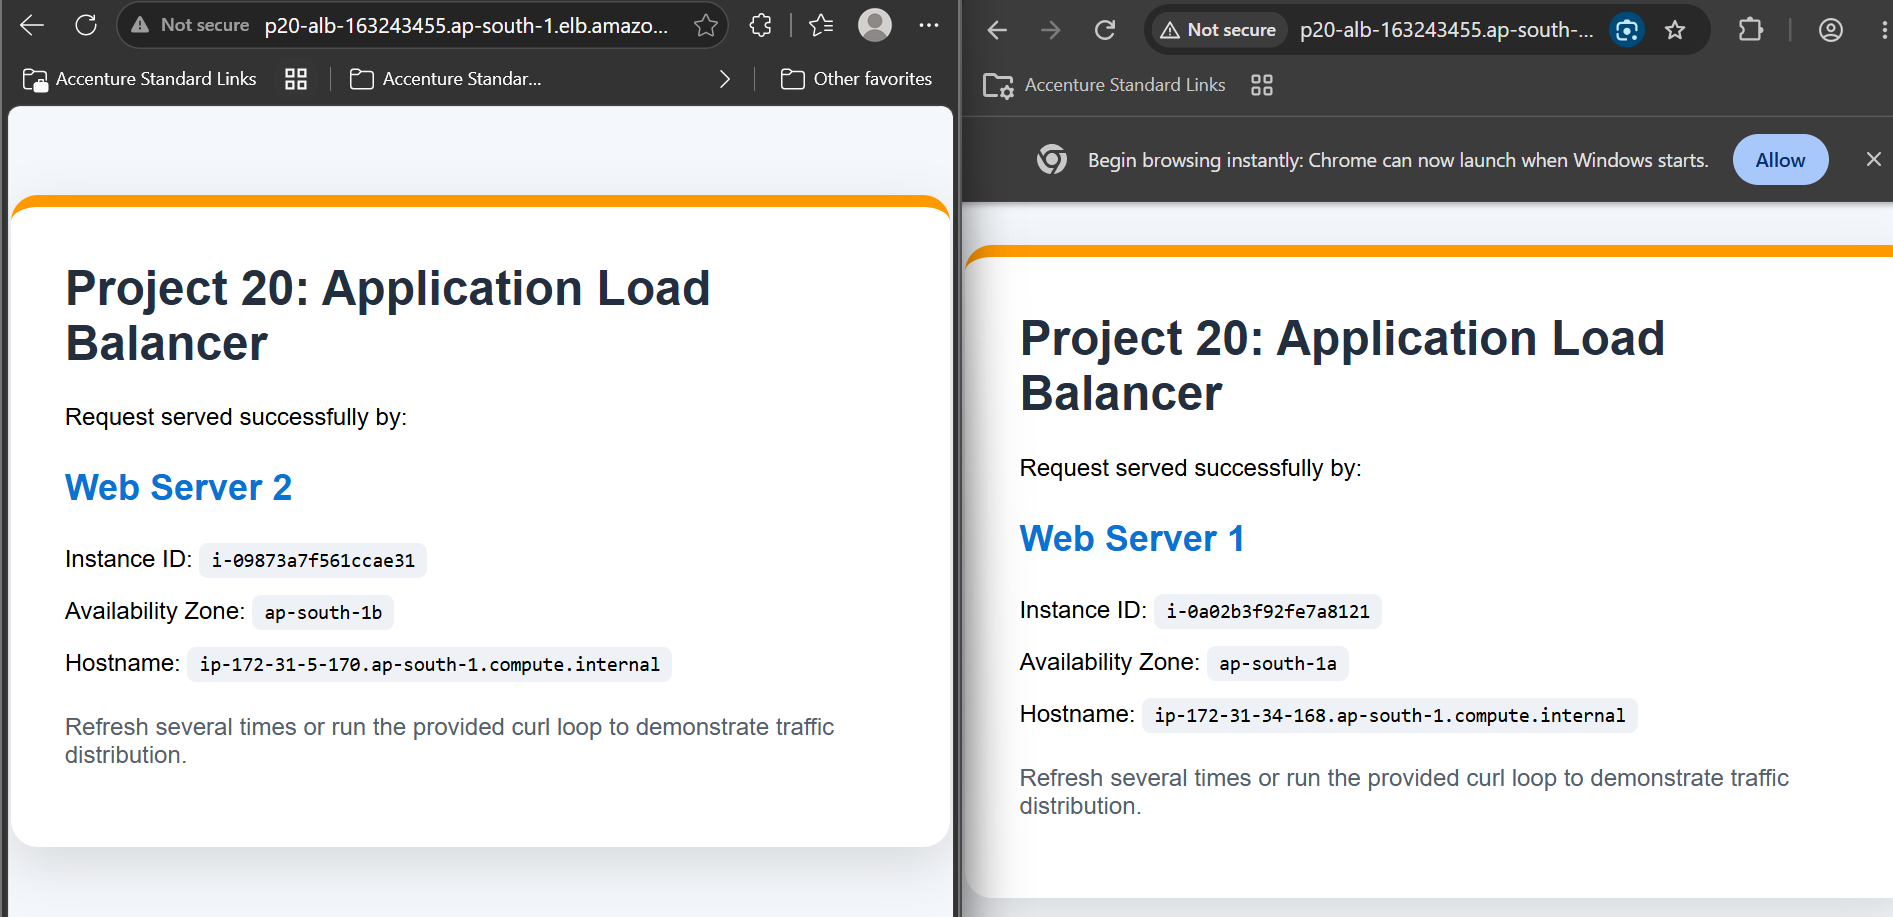 Not secure
p20-alb-163243455.ap-south-1.elb.amazo...
Accenture Standard Links
Accenture Standar...
Other favorites
Project 20: Application Load
Balancer
Request served successfully by:
Web Server 2
Instance ID: i-09873a7f561ccae31
Availability Zone: ap-south-1b
Hostname: ip-172-31-5-170.ap-south-1.compute.internal
Refresh several times or run the provided curl loop to demonstrate traffic
distribution.
Not secure
p20-alb-163243455.ap-south-...
Accenture Standard Links
Begin browsing instantly: Chrome can now launch when Windows starts.
Allow
Project 20: Application Load
Balancer
Request served successfully by:
Web Server 1
Instance ID: i-0a02b3f92fe7a8121
Availability Zone: ap-south-1a
Hostname: ip-172-31-34-168.ap-south-1.compute.internal
Refresh several times or run the provided curl loop to demonstrate traffic
distribution.